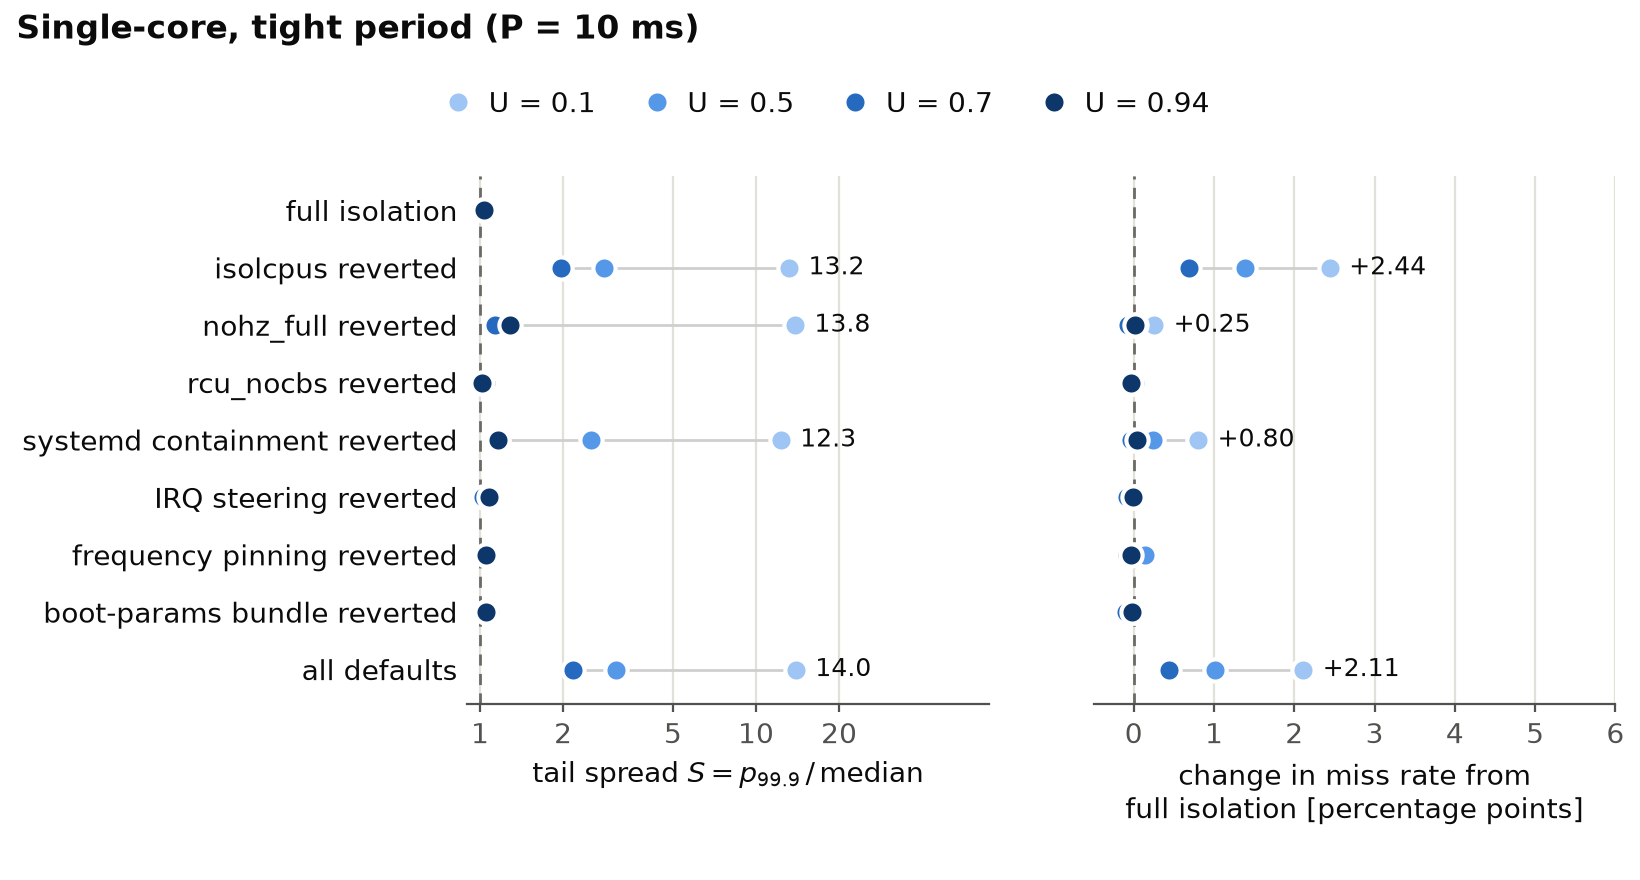 Single-core, tight period (P = 10 ms)
U = 0.1 U = 0.5 U = 0.7 U = 0.94
full isolation
isolcpus reverted 13.2 +2.44
nohz_full reverted 13.8 +0.25
rcu_nocbs reverted
systemd containment reverted 12.3 +0.80
IRQ steering reverted
frequency pinning reverted
boot-params bundle reverted
all defaults 14.0 +2.11
1 2 5 10 20 0 1 2 3 4 5 6
tail spread S = p99.9 / median
change in miss rate from
full isolation [percentage points]